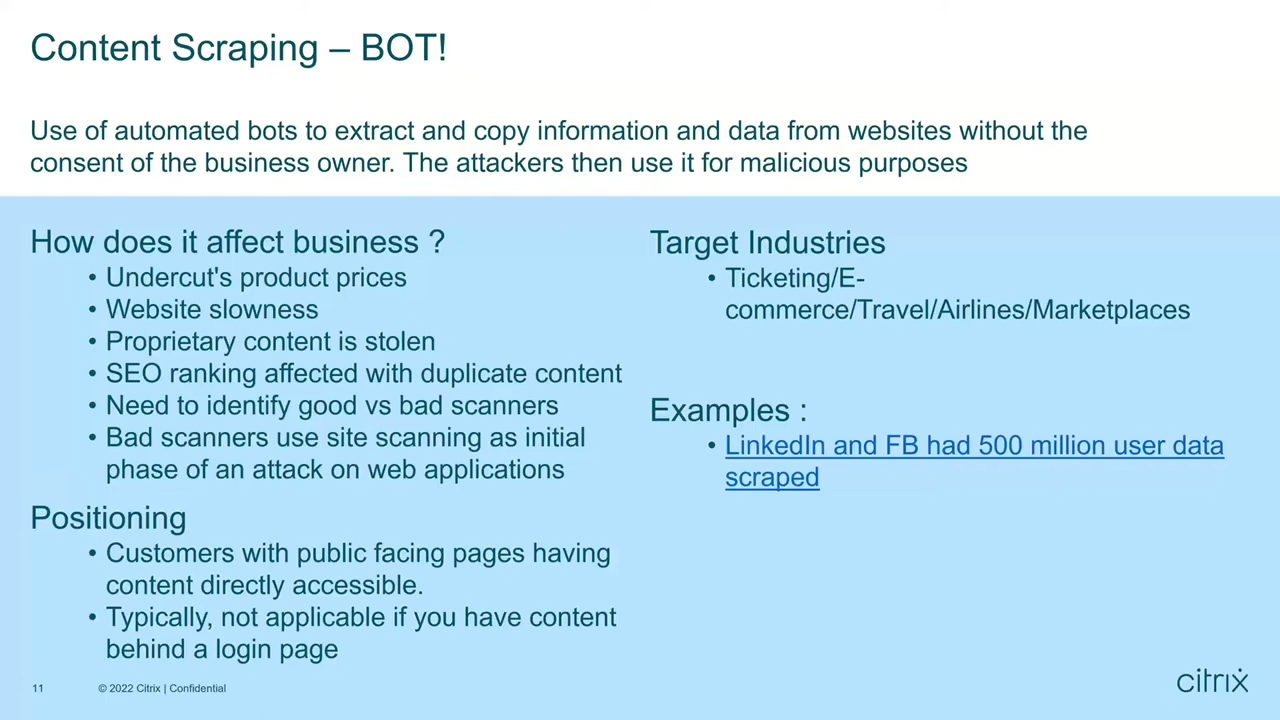 Content Scraping – BOT!
Use of automated bots to extract and copy information and data from websites without the
consent of the business owner. The attackers then use it for malicious purposes
How does it affect business ?
• Undercut's product prices
• Website slowness
• Proprietary content is stolen
• SEO ranking affected with duplicate content
• Need to identify good vs bad scanners
• Bad scanners use site scanning as initial
phase of an attack on web applications
Positioning
• Customers with public facing pages having
content directly accessible.
• Typically, not applicable if you have content
behind a login page
Target Industries
• Ticketing/E-
commerce/Travel/Airlines/Marketplaces
Examples :
• LinkedIn and FB had 500 million user data
scraped
11 © 2022 Citrix | Confidential
citrix